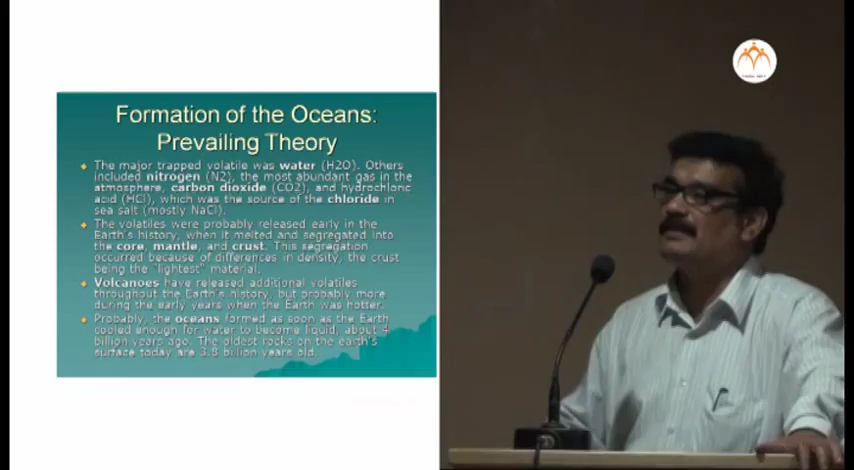 Formation of the Oceans:
Prevailing Theory
The major trapped volatile was water (H2O). Others
included nitrogen (N2), the most abundant gas in the
atmosphere, carbon dioxide (CO2), and hydrochloric
acid (HCl), which was the source of the chloride in
sea salt (mostly NaCl).
The volatiles were probably released early in the
Earth's history, when it melted and segregated into
the core, mantle, and crust. This segregation
occurred because of differences in density, the crust
being the "lightest" material.
Volcanoes have released additional volatiles
throughout the Earth's history, but probably more
during the early years when the Earth was hotter.
Probably, the oceans formed as soon as the Earth
cooled enough for water to become liquid, about 4
billion years ago. The oldest rocks on the earth's
surface today are 3.8 billion years old.